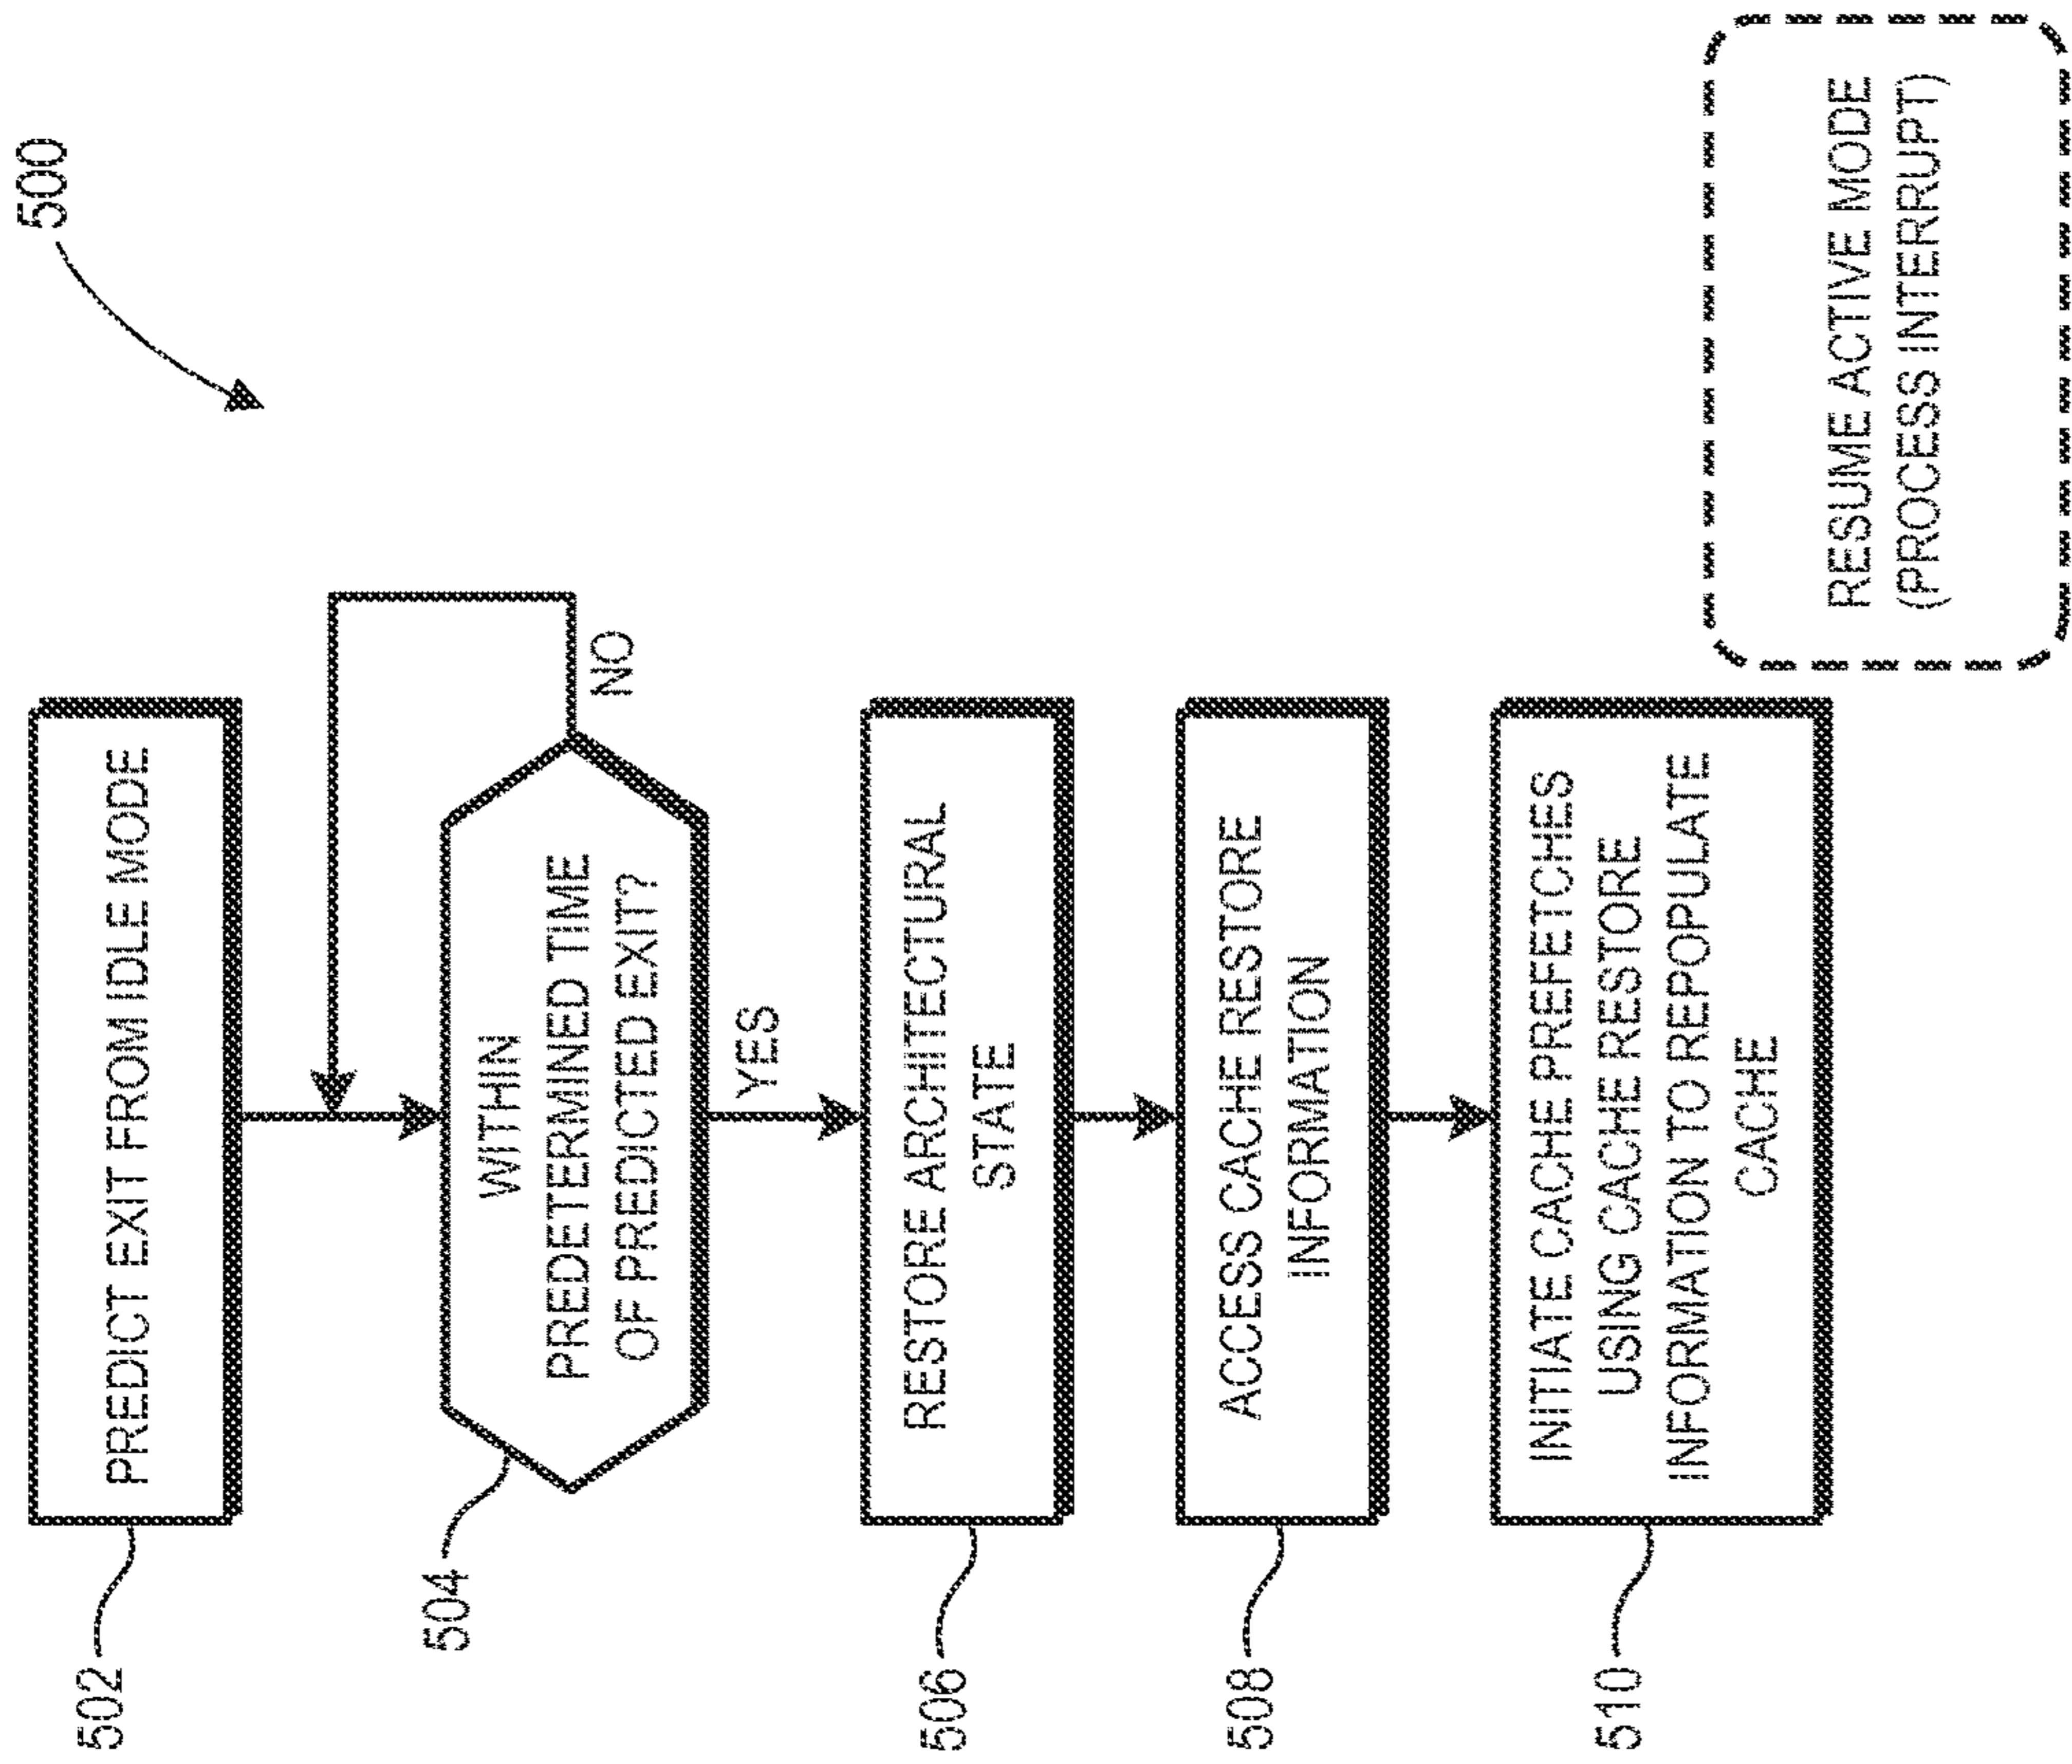 500
502
PREDICT EXIT FROM IDLE MODE
504
WITHIN
PREDETERMINED TIME
OF PREDICTED EXIT?
NO
YES
506
RESTORE ARCHITECTURAL
STATE
508
ACCESS CACHE RESTORE
INFORMATION
510
INITIATE CACHE PREFETCHES
USING CACHE RESTORE
INFORMATION TO REPOPULATE
CACHE
RESUME ACTIVE MODE
(PROCESS INTERRUPT)